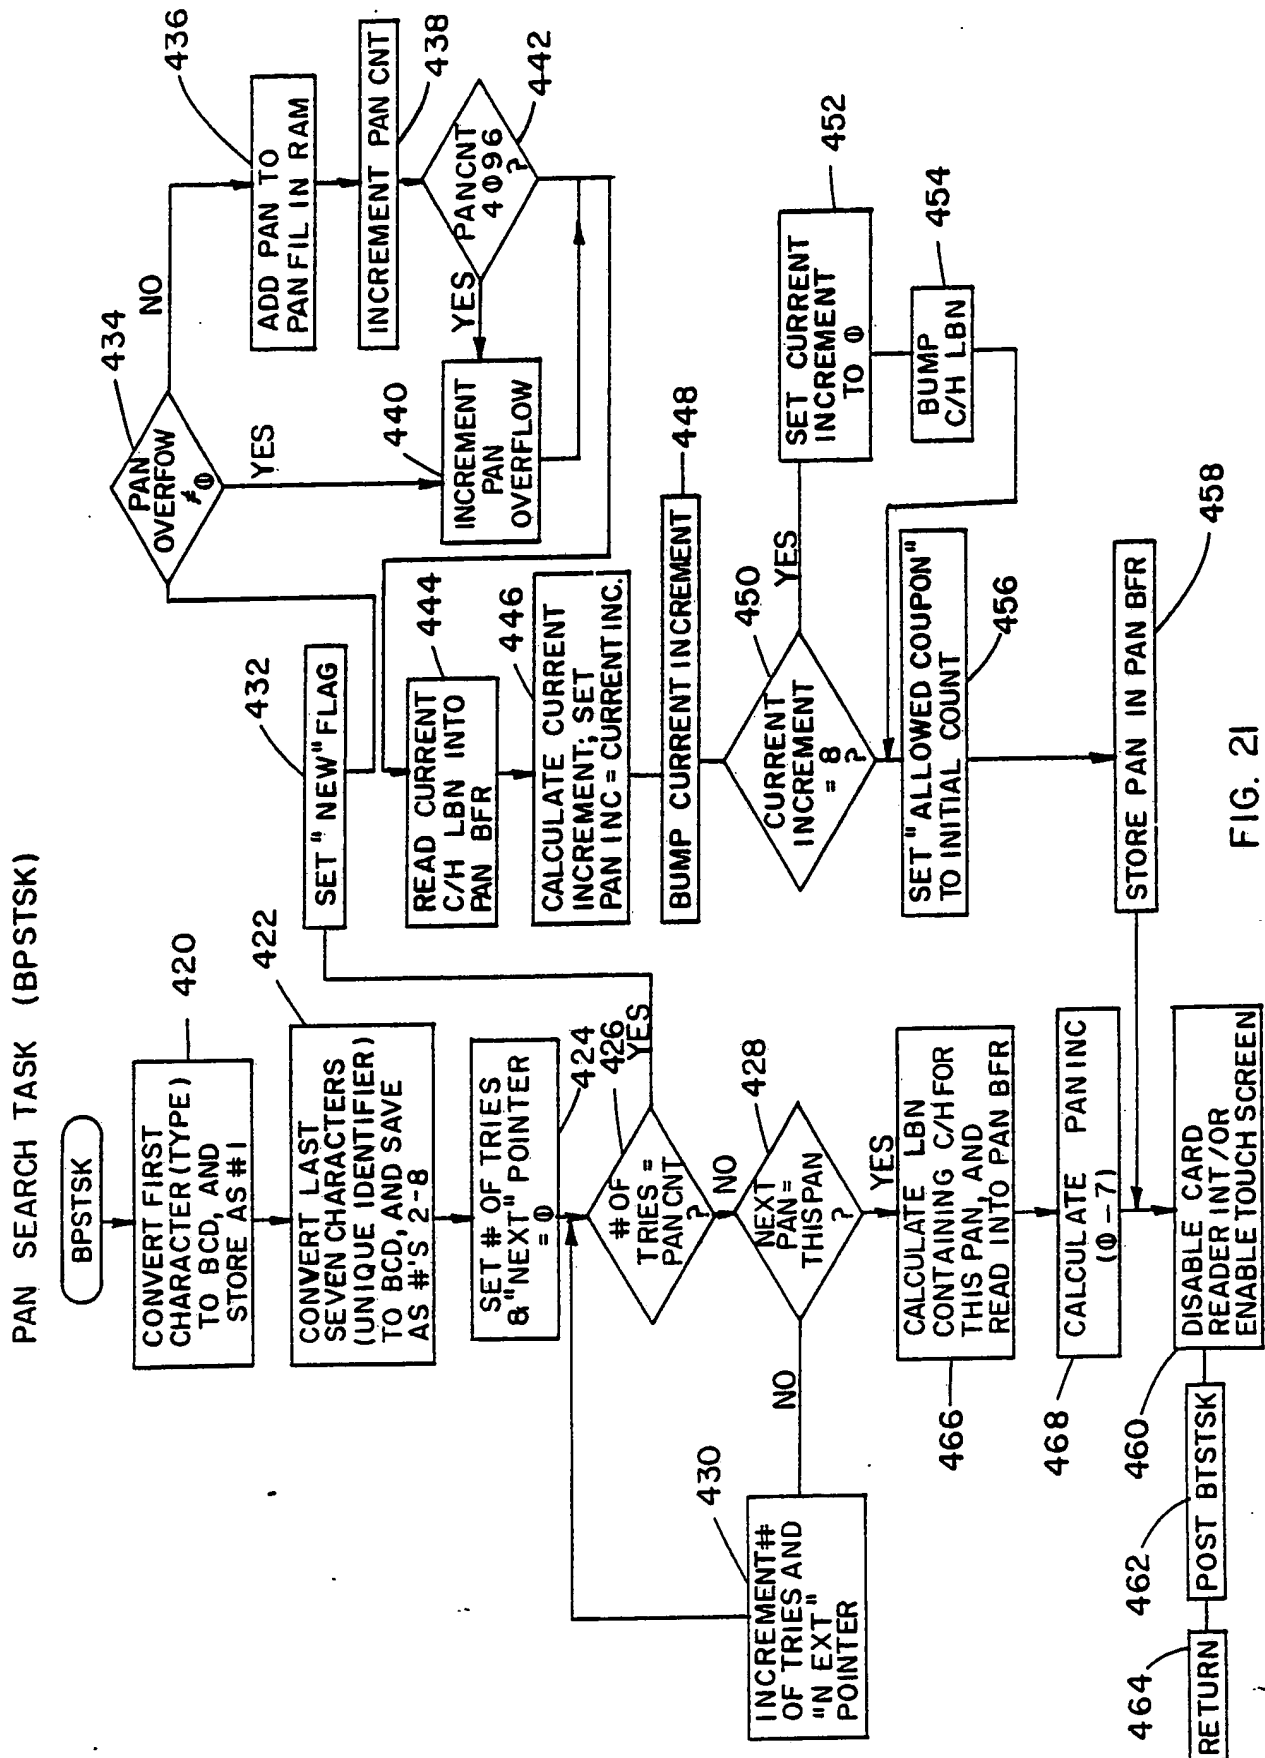 PAN SEARCH TASK (BPSTSK)
BPSTSK
CONVERT FIRST
CHARACTER (TYPE)
TO BCD, AND
STORE AS #1
420
CONVERT LAST
SEVEN CHARACTERS
(UNIQUE IDENTIFIER)
TO BCD, AND SAVE
AS #'S 2-8
422
SET # OF TRIES
& "NEXT" POINTER
= 0
424
# OF
TRIES =
PAN CNT
?
426
YES
NO
NEXT
PAN =
THIS PAN
?
428
NO
YES
INCREMENT #
OF TRIES AND
"N EXT"
POINTER
430
CALCULATE LBN
CONTAINING C/H FOR
THIS PAN, AND
READ INTO PAN BFR
466
CALCULATE PANINC
(0-7)
468
DISABLE CARD
READER INT/OR
ENABLE TOUCH SCREEN
460
POST BTSTSK
462
RETURN
464
SET "NEW" FLAG
432
PAN
OVERFOW
≠0
434
NO
YES
ADD PAN TO
PANFIL IN RAM
436
INCREMENT PAN CNT
438
PANCNT
4096
?
442
YES
INCREMENT
PAN
OVERFLOW
440
READ CURRENT
C/H LBN INTO
PAN BFR
444
CALCULATE CURRENT
INCREMENT; SET
PAN INC = CURRENT INC.
446
BUMP CURRENT INCREMENT
448
CURRENT
INCREMENT
= 8
?
450
YES
SET CURRENT
INCREMENT
TO 0
452
BUMP
C/H LBN
454
SET "ALLOWED COUPON"
TO INITIAL COUNT
456
STORE PAN IN PAN BFR
458
FIG. 21